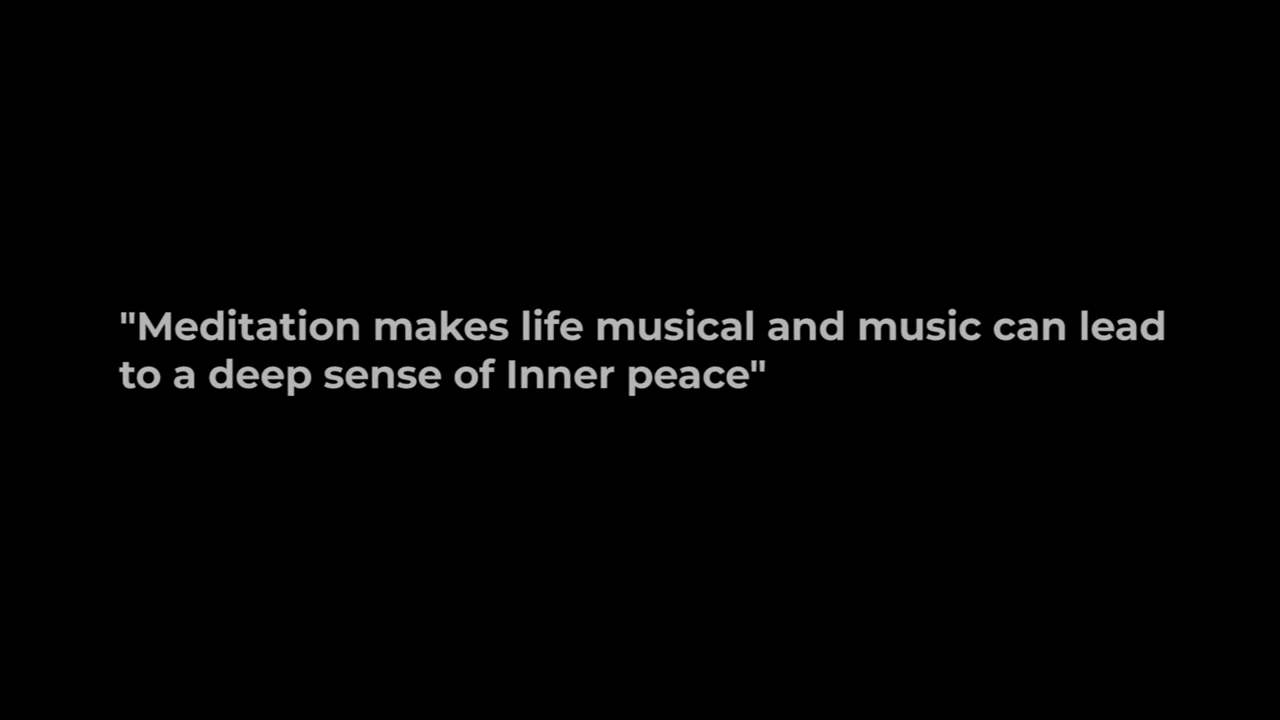 "Meditation makes life musical and music can lead
to a deep sense of Inner peace"